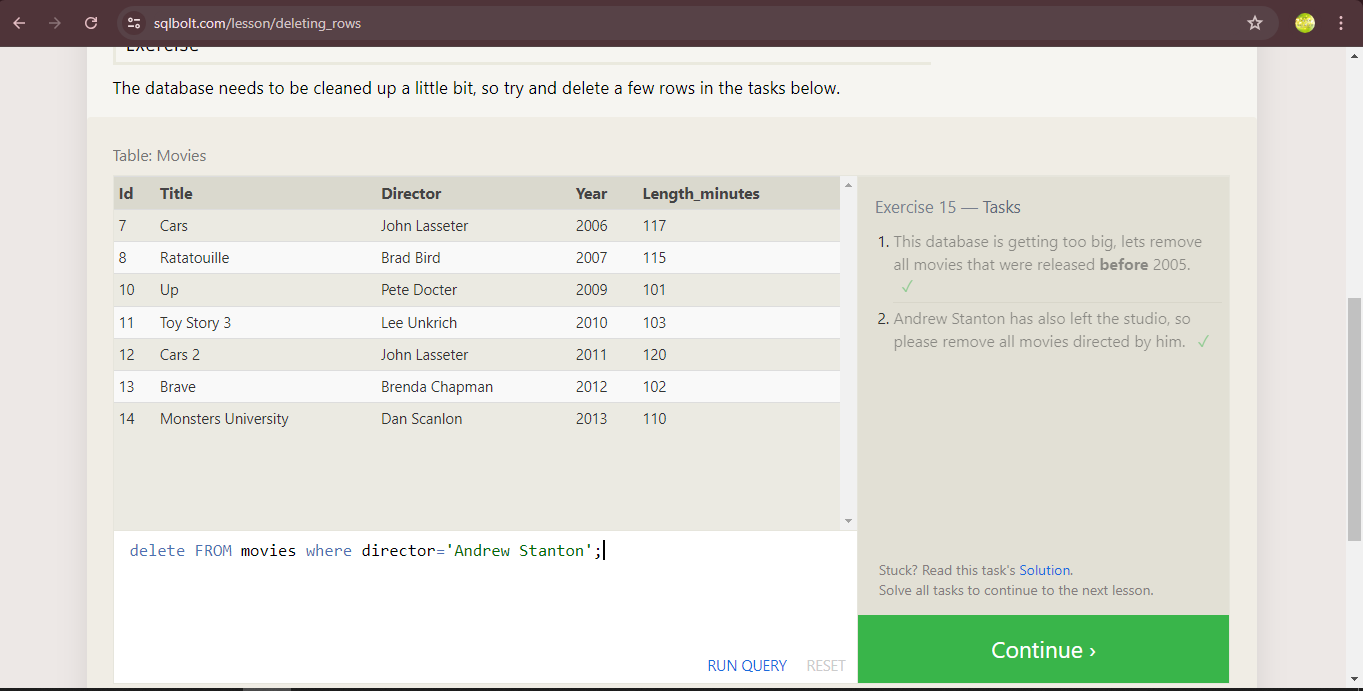 sqlbolt.com/lesson/deleting_rows
Exercise
The database needs to be cleaned up a little bit, so try and delete a few rows in the tasks below.
Table: Movies
Id Title Director Year Length_minutes
7 Cars John Lasseter 2006 117
8 Ratatouille Brad Bird 2007 115
10 Up Pete Docter 2009 101
11 Toy Story 3 Lee Unkrich 2010 103
12 Cars 2 John Lasseter 2011 120
13 Brave Brenda Chapman 2012 102
14 Monsters University Dan Scanlon 2013 110
delete FROM movies where director='Andrew Stanton';
RUN QUERY RESET
Exercise 15 — Tasks
1. This database is getting too big, lets remove
all movies that were released before 2005.
✓
2. Andrew Stanton has also left the studio, so
please remove all movies directed by him. ✓
Stuck? Read this task's Solution.
Solve all tasks to continue to the next lesson.
Continue ›